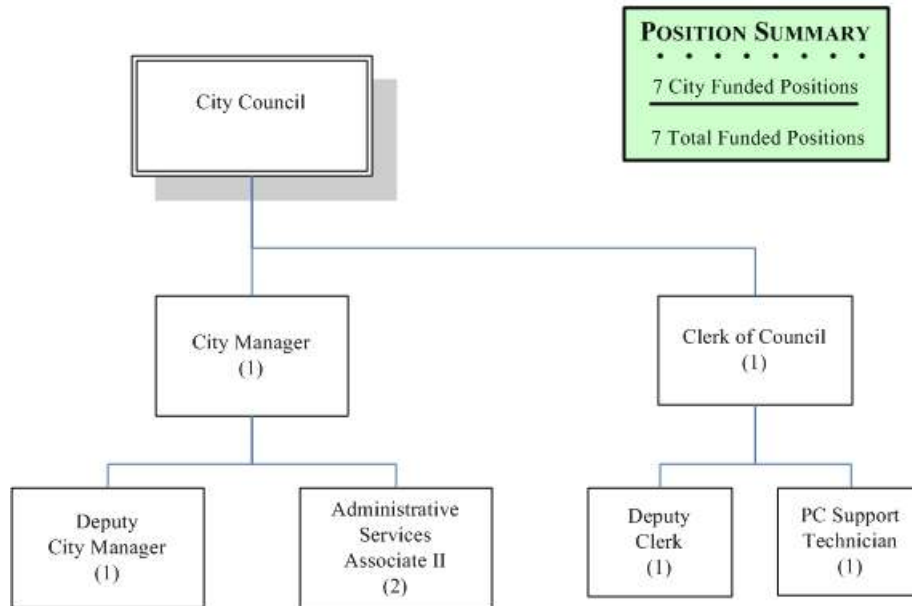 POSITION SUMMARY
7 City Funded Positions
7 Total Funded Positions
City Council
City Manager
(1)
Clerk of Council
(1)
Deputy
City Manager
(1)
Administrative
Services
Associate II
(2)
Deputy
Clerk
(1)
PC Support
Technician
(1)